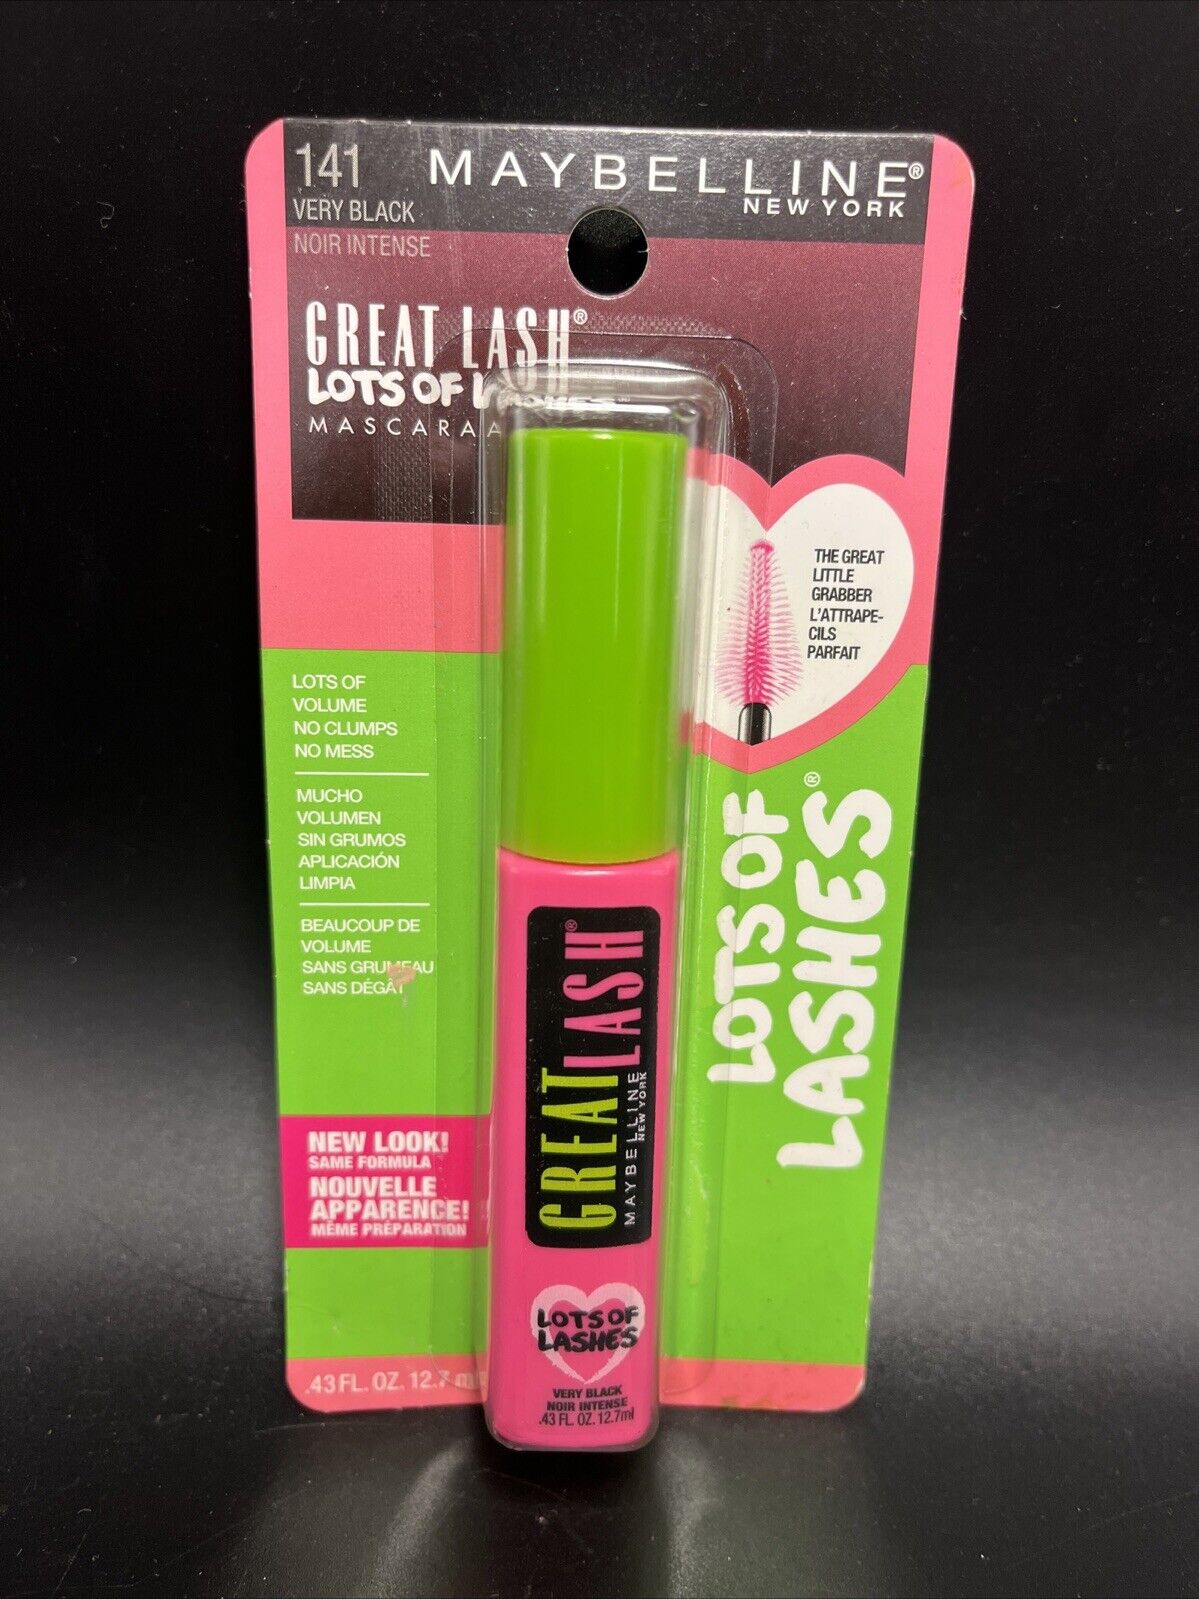 141
VERY BLACK
NOIR INTENSE
MAYBELLINE®
NEW YORK
GREAT LASH®
LOTS OF
MASCARA
THE GREAT
LITTLE
GRABBER
L'ATTRAPE-
CILS
PARFAIT
LOTS OF
VOLUME
NO CLUMPS
NO MESS
MUCHO
VOLUMEN
SIN GRUMOS
APLICACIÓN
LIMPIA
BEAUCOUP DE
VOLUME
SANS GRUMEAU
SANS DÉGÂT
NEW LOOK!
SAME FORMULA
NOUVELLE
APPARENCE!
MÊME PRÉPARATION
.43 FL. OZ. 12.7 ml
LOTS OF
LASHES®
GREAT LASH®
MAYBELLINE
NEW YORK
LOTS OF
LASHES
VERY BLACK
NOIR INTENSE
.43 FL. OZ. 12.7ml